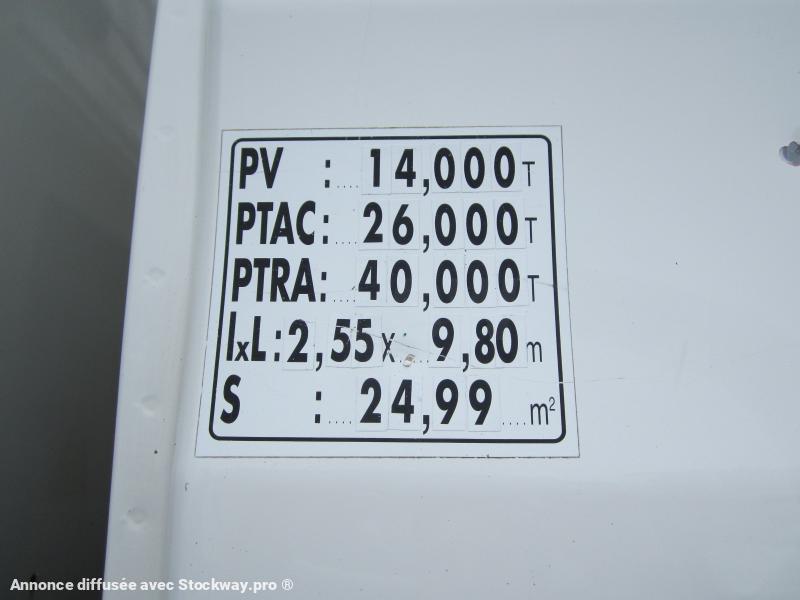 PV : .... 14,000 T
PTAC : .... 26,000 T
PTRA : .... 40,000 T
lxL : 2,55 x .... 9,80 m
S : .... 24,99 .... m²
Annonce diffusée avec Stockway.pro ®